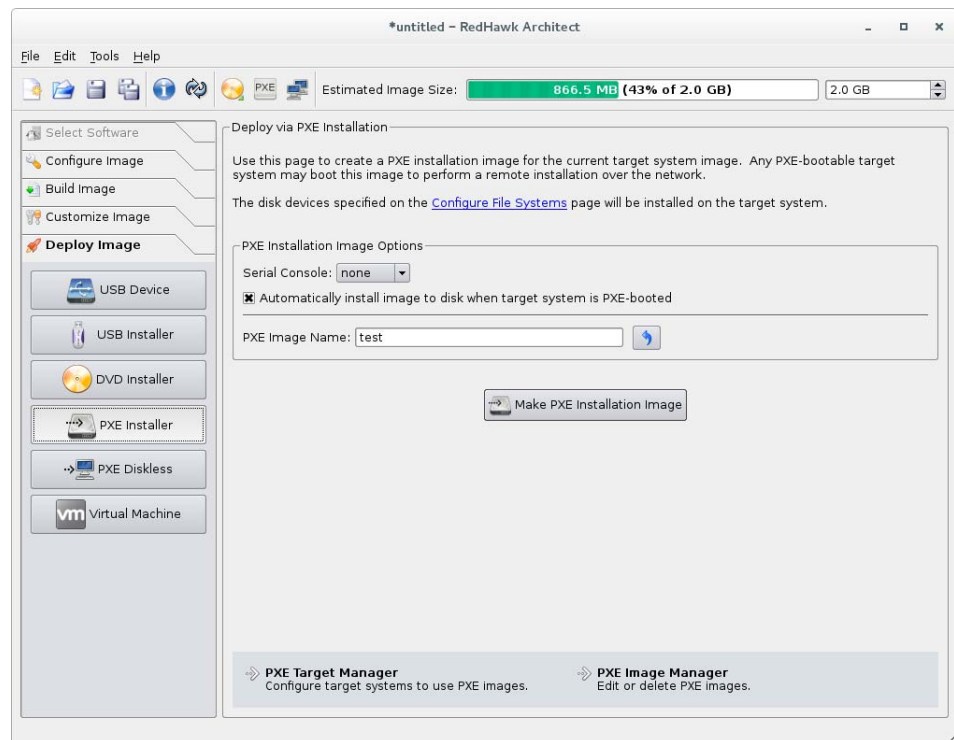 *untitled – RedHawk Architect
File Edit Tools Help
PXE
Estimated Image Size:
866.5 MB (43% of 2.0 GB)
2.0 GB
Select Software
Configure Image
Build Image
Customize Image
Deploy Image
USB Device
USB Installer
DVD Installer
PXE Installer
PXE Diskless
vm Virtual Machine
Deploy via PXE Installation
Use this page to create a PXE installation image for the current target system image. Any PXE-bootable target
system may boot this image to perform a remote installation over the network.
The disk devices specified on the Configure File Systems page will be installed on the target system.
PXE Installation Image Options
Serial Console: none
Automatically install image to disk when target system is PXE-booted
PXE Image Name: test
Make PXE Installation Image
PXE Target Manager
Configure target systems to use PXE images.
PXE Image Manager
Edit or delete PXE images.